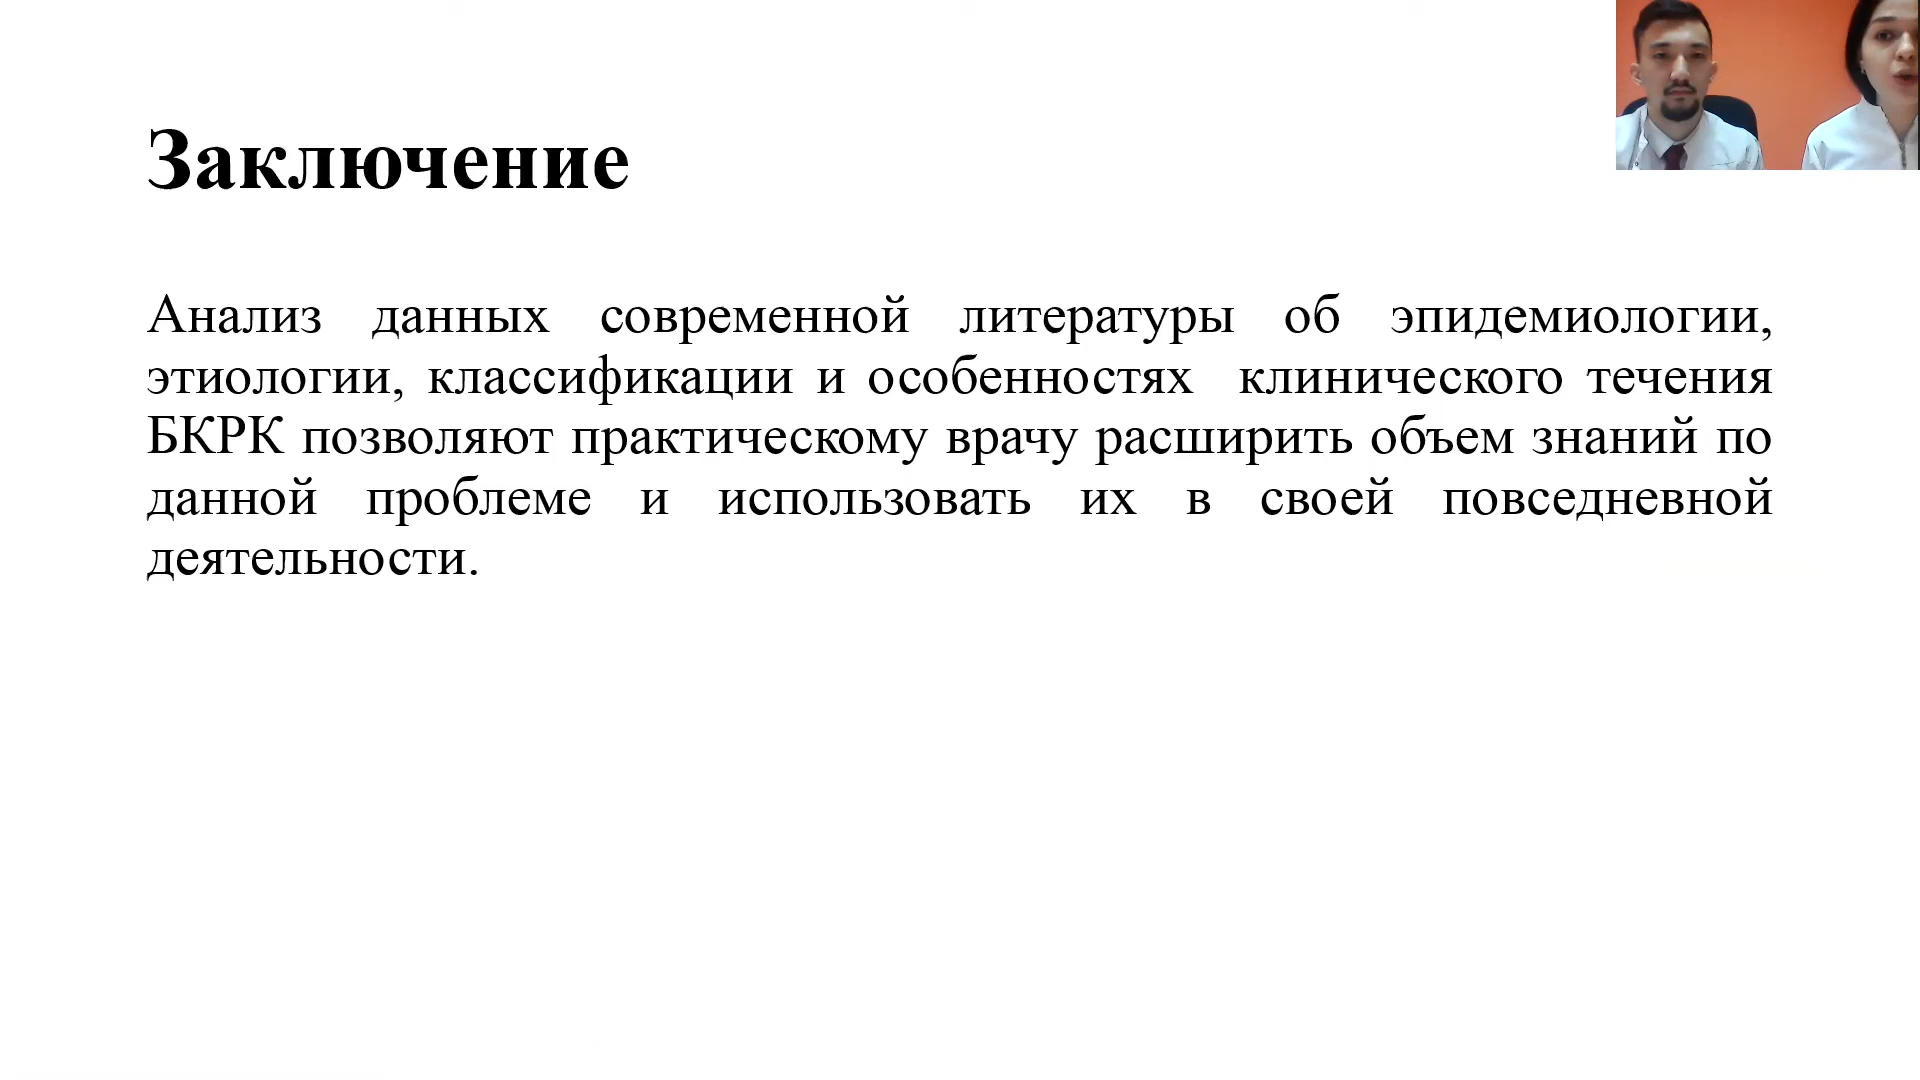 Заключение
Анализ данных современной литературы об эпидемиологии,
этиологии, классификации и особенностях клинического течения
БКРК позволяют практическому врачу расширить объем знаний по
данной проблеме и использовать их в своей повседневной
деятельности.